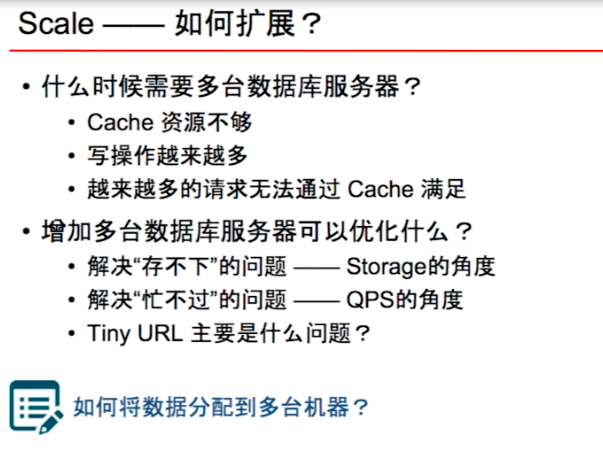 Scale —— 如何扩展？
• 什么时候需要多台数据库服务器？
• Cache 资源不够
• 写操作越来越多
• 越来越多的请求无法通过 Cache 满足
• 增加多台数据库服务器可以优化什么？
• 解决“存不下”的问题 —— Storage的角度
• 解决“忙不过”的问题 —— QPS的角度
• Tiny URL 主要是什么问题？
如何将数据分配到多台机器？